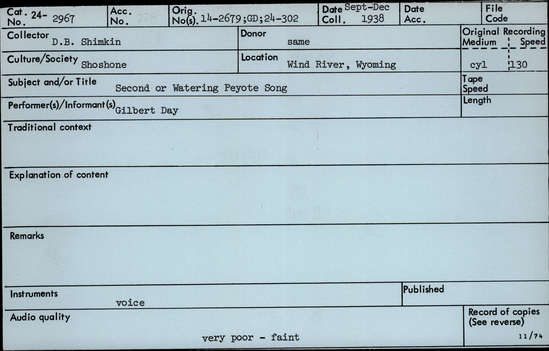 Cat. No. 24- 2967 Acc. No. Orig. No(s). 14-2679;GD;24-302 Date Coll. Sept-Dec 1938 Date Acc. File Code
Collector D.B. Shimkin Donor same Original Recording Medium Speed
Culture/Society Shoshone Location Wind River, Wyoming cyl 130
Subject and/or Title Second or Watering Peyote Song Tape Speed
Performer(s)/Informant(s) Gilbert Day Length
Traditional context
Explanation of content
Remarks
Instruments voice Published
Audio quality very poor - faint Record of copies (See reverse) 11/74